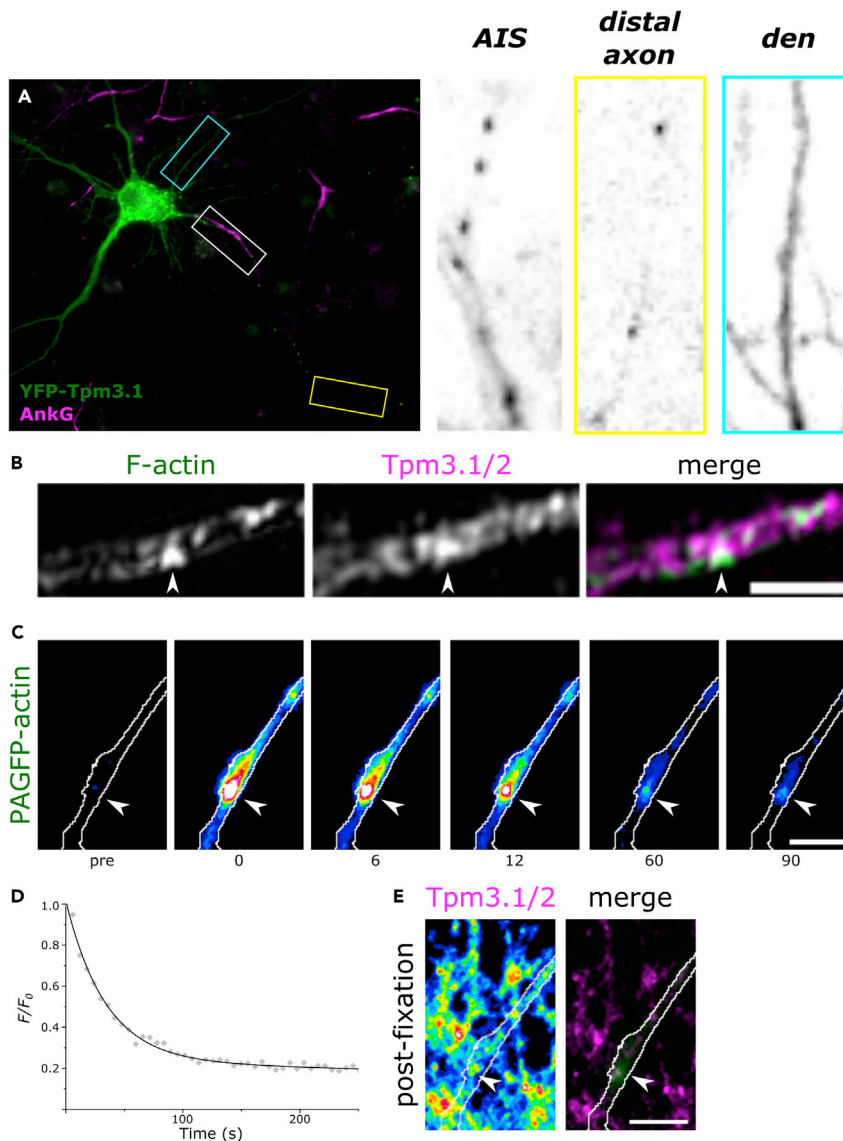 AIS
distal
axon
den
A
YFP-Tpm3.1
AnkG
B
F-actin
Tpm3.1/2
merge
C
PAGFP-actin
pre
0
6
12
60
90
D
F/F0
1.0
0.8
0.6
0.4
0.2
100
200
Time (s)
E
Tpm3.1/2
merge
post-fixation